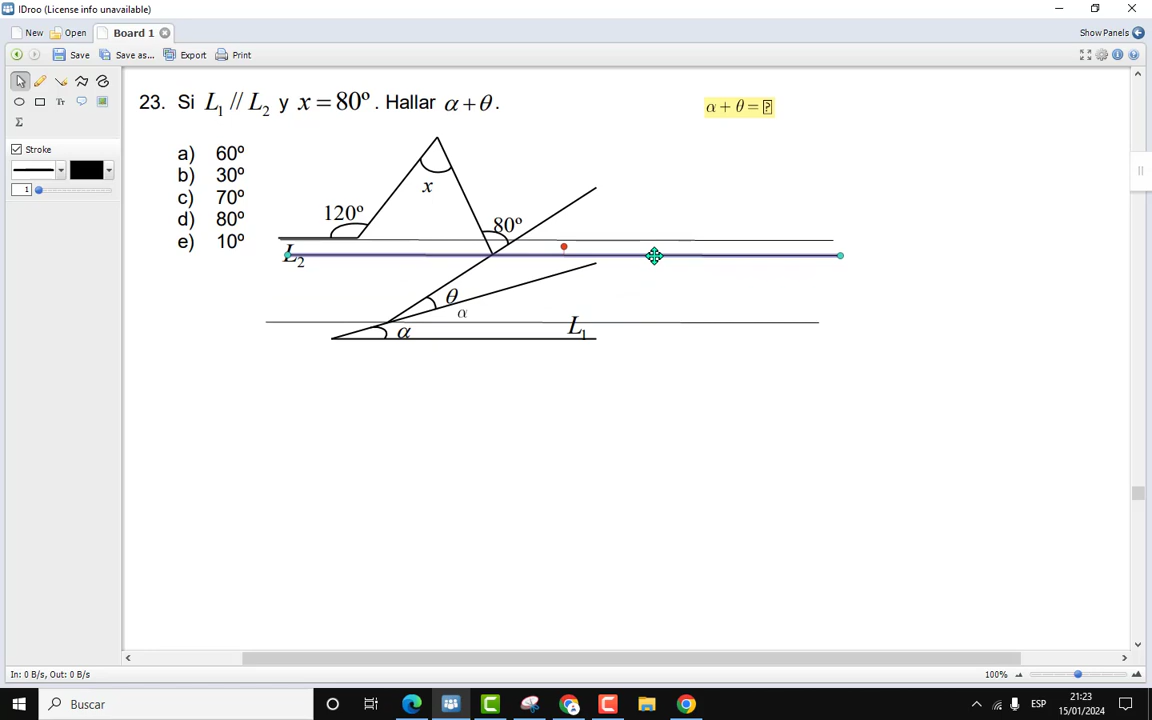 IDroo (License info unavailable)
New Open Board 1 Show Panels
Save Save as... Export Print
Tr
Σ
Stroke
1
23. Si L₁ // L₂ y x = 80º. Hallar α + θ.
α + θ = ?
a) 60º
b) 30º
c) 70º
d) 80º
e) 10º
x
120º
80º
L₂
θ
α
α
L₁
In: 0 B/s, Out: 0 B/s 100%
Buscar
ESP
21:23
15/01/2024